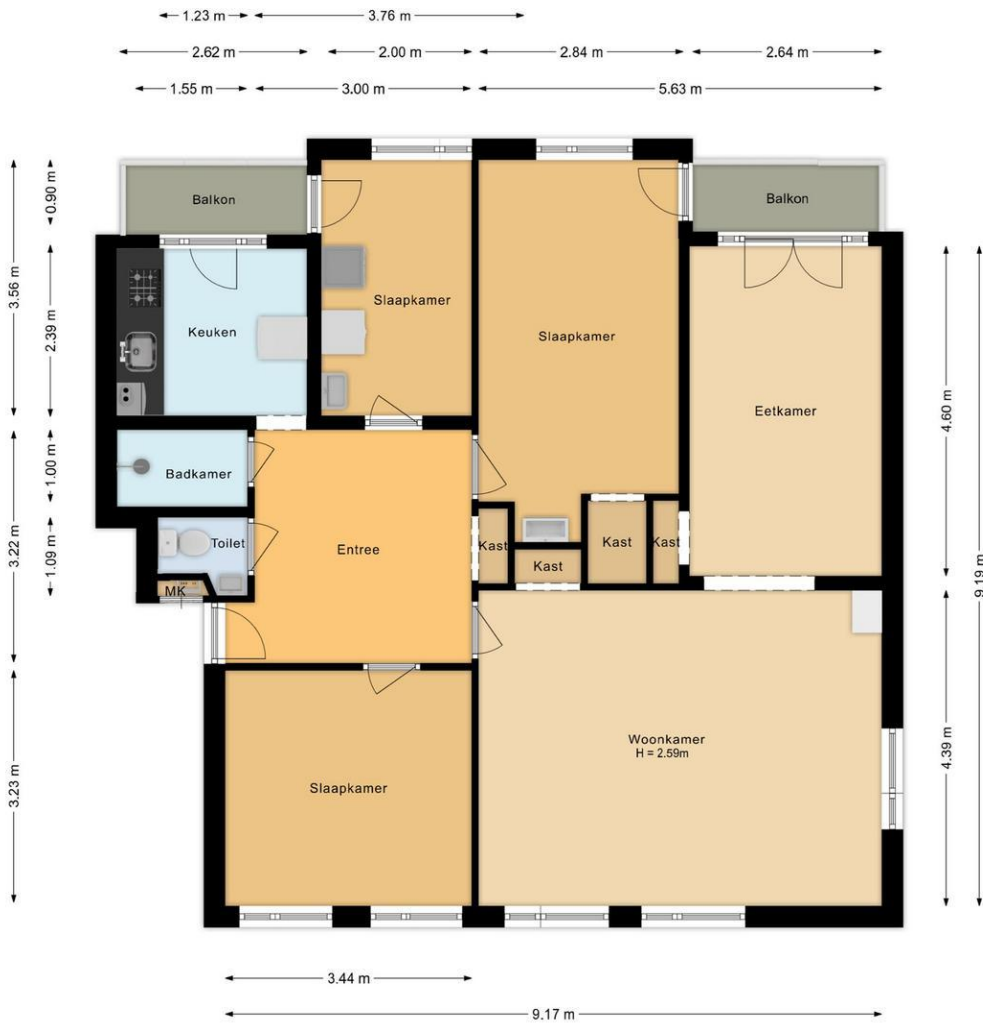 1.23 m
3.76 m
2.62 m
2.00 m
2.84 m
2.64 m
1.55 m
3.00 m
5.63 m
0.90 m
3.56 m
2.39 m
1.00 m
3.22 m
1.09 m
3.23 m
Balkon
Balkon
Keuken
Slaapkamer
Slaapkamer
Eetkamer
Badkamer
Toilet
Entree
Kast
Kast
Kast
Kast
MK
Woonkamer
H = 2.59m
Slaapkamer
4.60 m
9.19 m
4.39 m
3.44 m
9.17 m